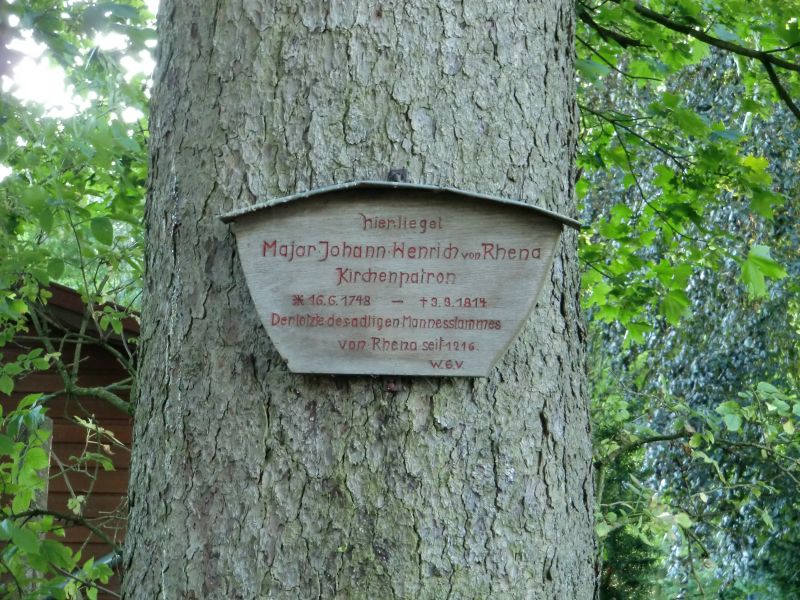 hier liegt
Major·Johann·Henrich von Rhena
Kirchenpatron
* 16.6.1748 — + 9.9.1814
Der letzte des adligen Mannesstammes
von Rhena seit 1216.
W.G.V